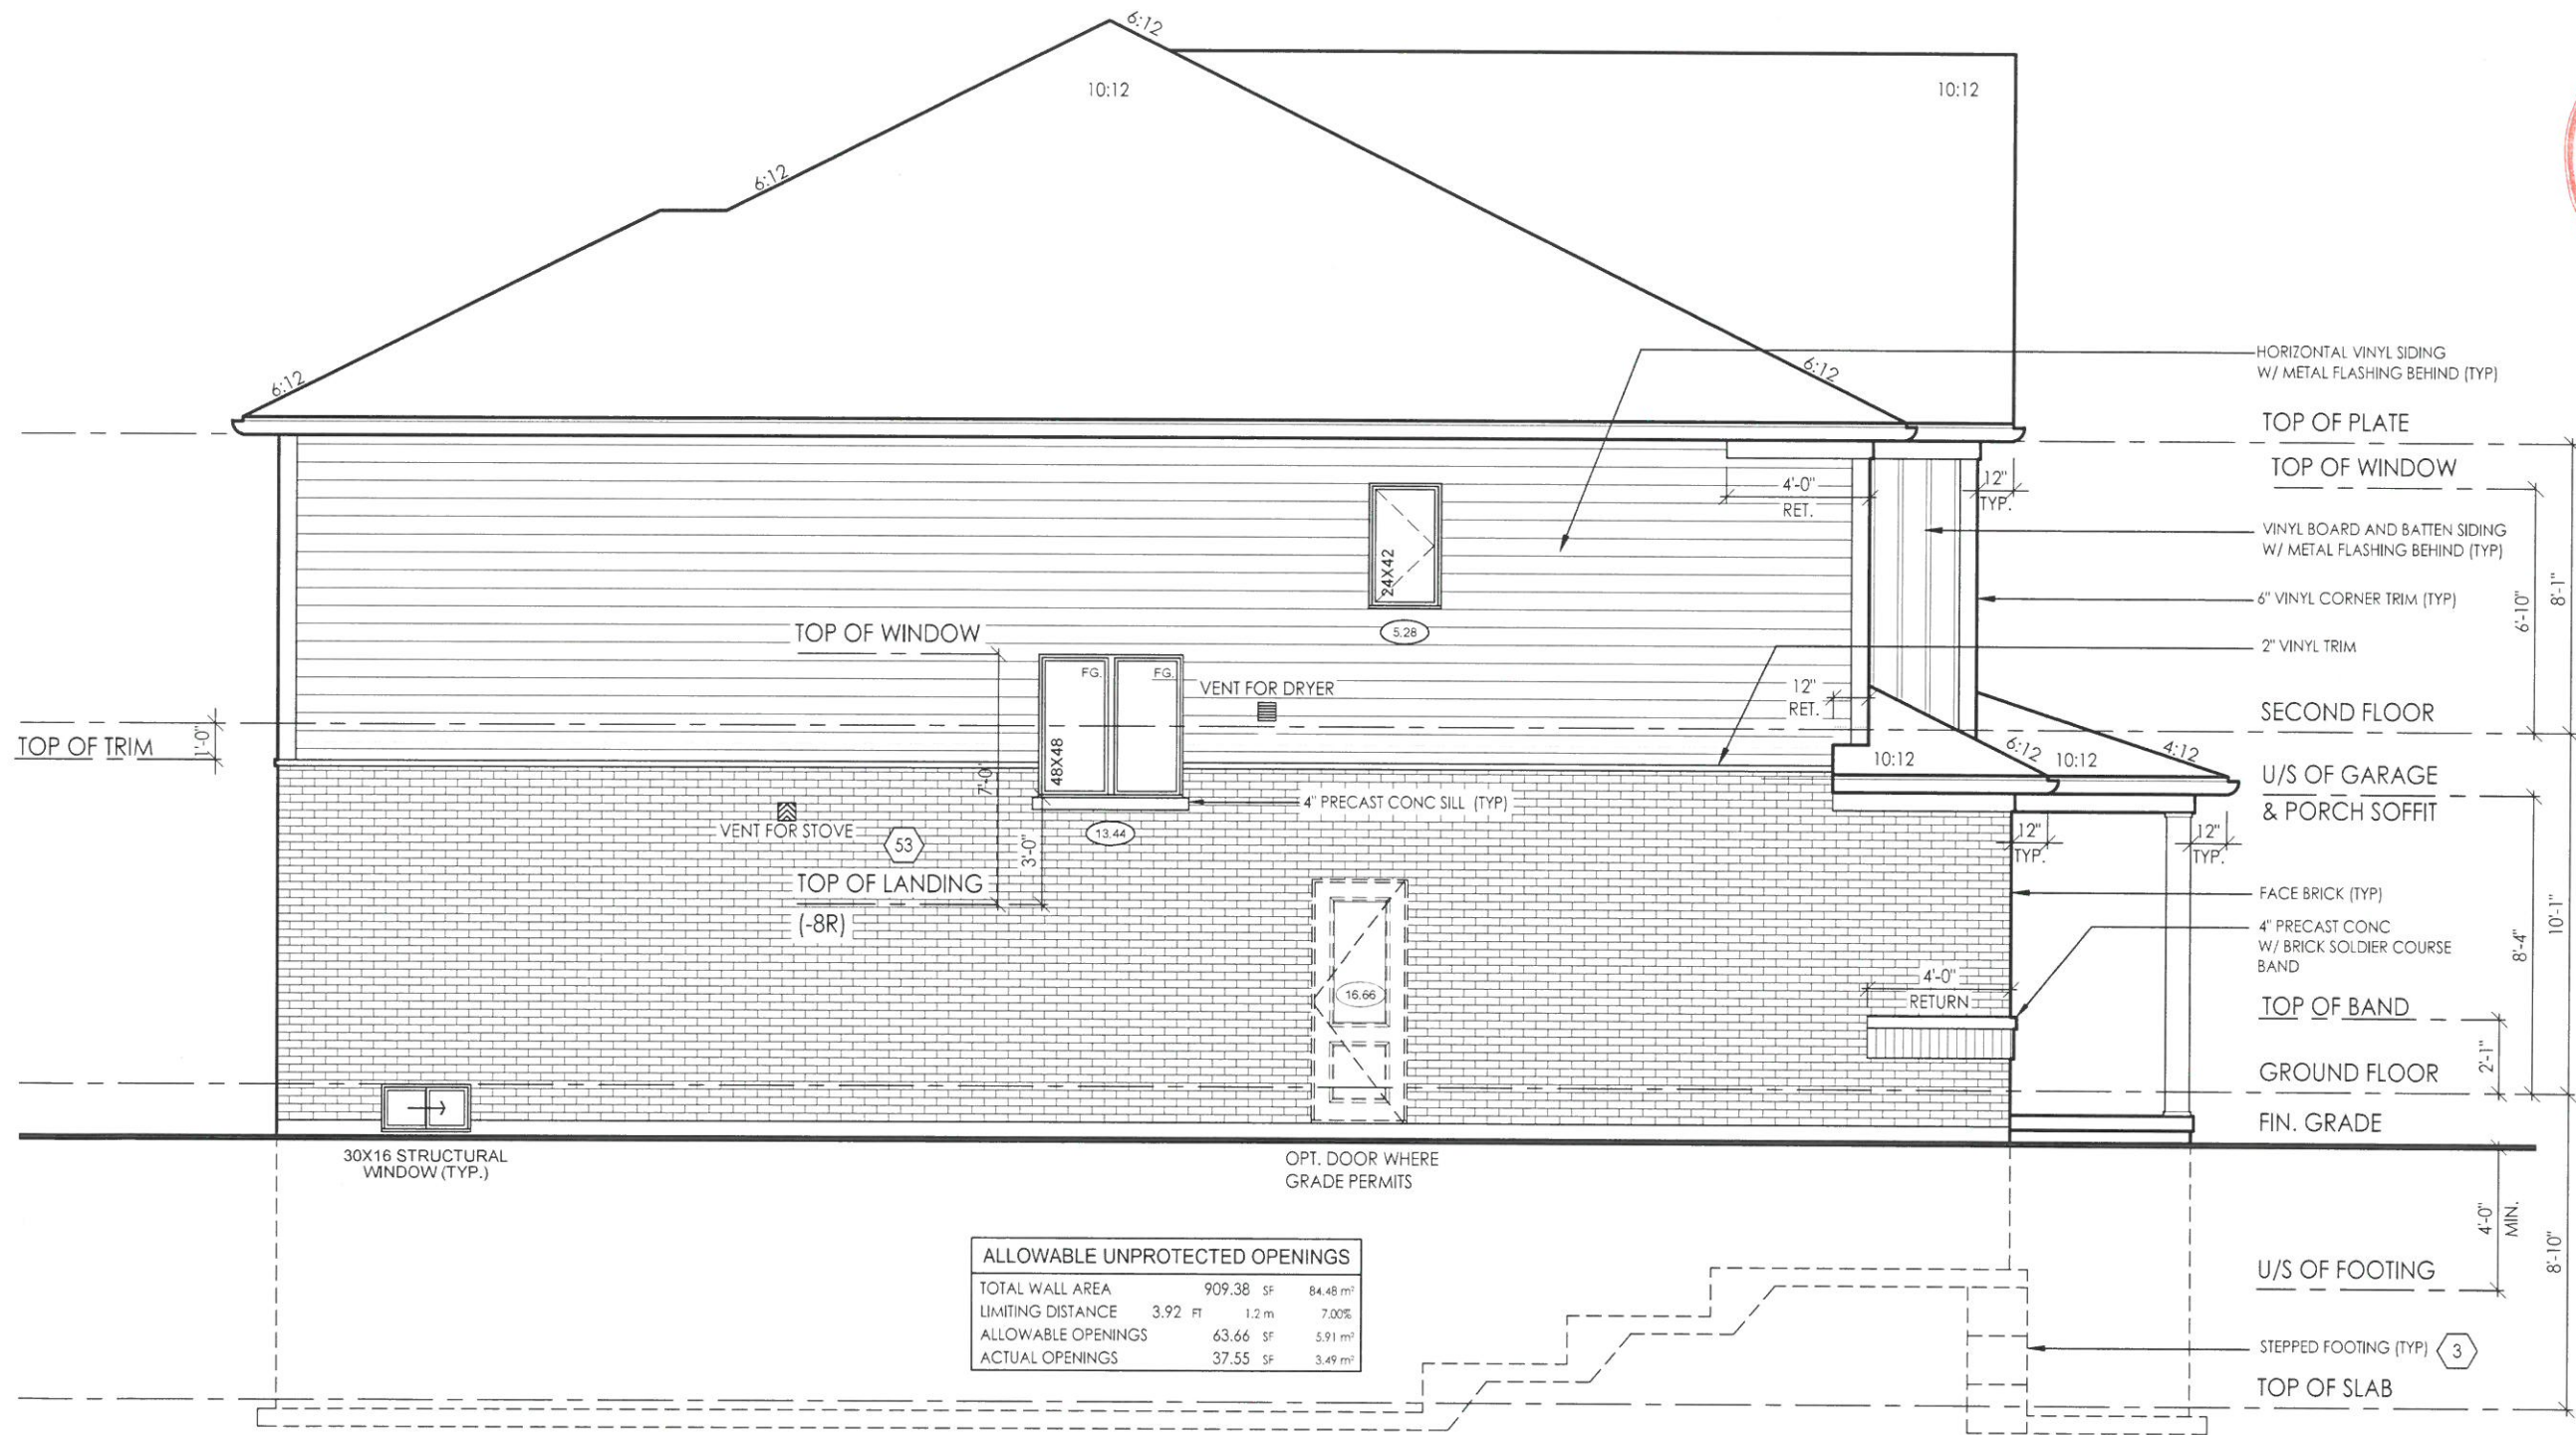 6:12
10:12
10:12
6:12
6:12
6:12
HORIZONTAL VINYL SIDING
W/ METAL FLASHING BEHIND (TYP)
TOP OF PLATE
TOP OF WINDOW
4'-0"
RET.
12"
TYP.
VINYL BOARD AND BATTEN SIDING
W/ METAL FLASHING BEHIND (TYP)
24X42
6" VINYL CORNER TRIM (TYP)
6'-10"
8'-1"
5.28
TOP OF WINDOW
2" VINYL TRIM
FG.
FG.
VENT FOR DRYER
12"
RET.
SECOND FLOOR
TOP OF TRIM
1'-0"
48X48
7'-0"
10:12
6:12
10:12
4:12
U/S OF GARAGE
& PORCH SOFFIT
4" PRECAST CONC SILL (TYP)
VENT FOR STOVE
53
13.44
3'-0"
12"
TYP.
12"
TYP.
TOP OF LANDING
(-8R)
FACE BRICK (TYP)
4" PRECAST CONC
W/ BRICK SOLDIER COURSE
BAND
8'-4"
10'-1"
16.66
4'-0"
RETURN
TOP OF BAND
2'-1"
GROUND FLOOR
FIN. GRADE
30X16 STRUCTURAL
WINDOW (TYP.)
OPT. DOOR WHERE
GRADE PERMITS
4'-0"
MIN.
8'-10"
ALLOWABLE UNPROTECTED OPENINGS
TOTAL WALL AREA 909.38 SF 84.48 m²
LIMITING DISTANCE 3.92 FT 1.2 m 7.00%
ALLOWABLE OPENINGS 63.66 SF 5.91 m²
ACTUAL OPENINGS 37.55 SF 3.49 m²
U/S OF FOOTING
STEPPED FOOTING (TYP) 3
TOP OF SLAB